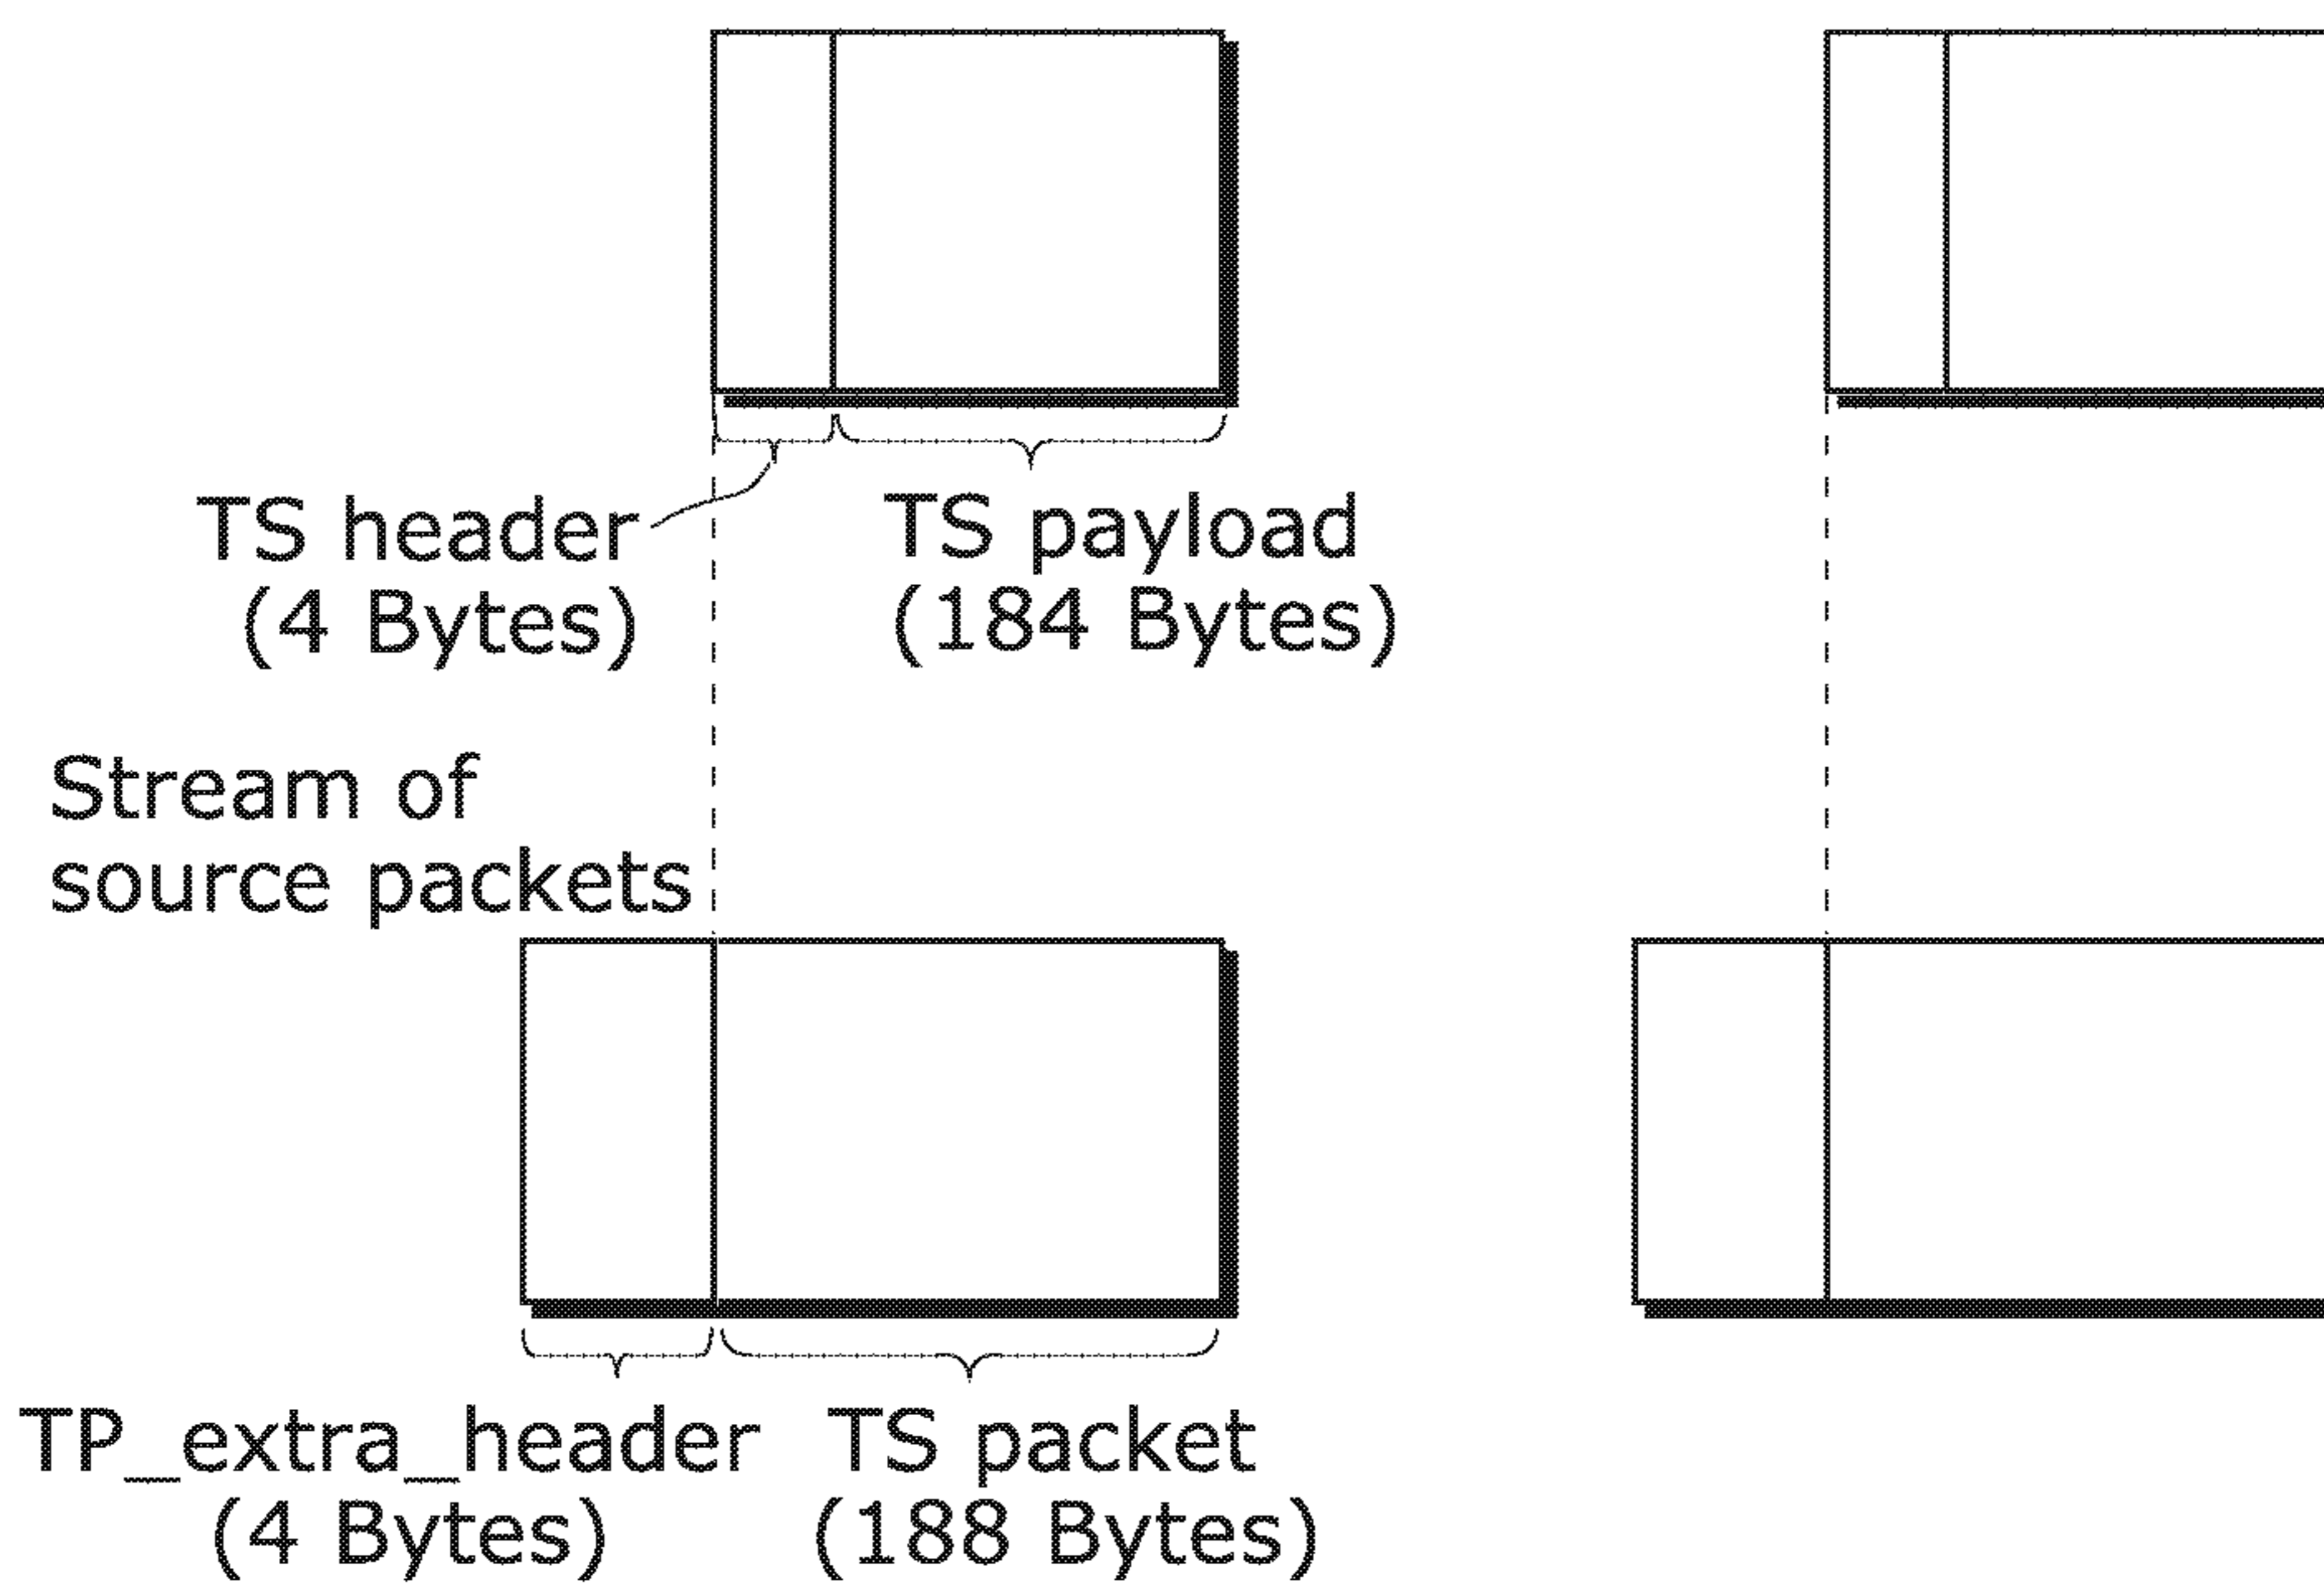 TS header
(4 Bytes)
TS payload
(184 Bytes)
Stream of
source packets
TP_extra_header
(4 Bytes)
TS packet
(188 Bytes)